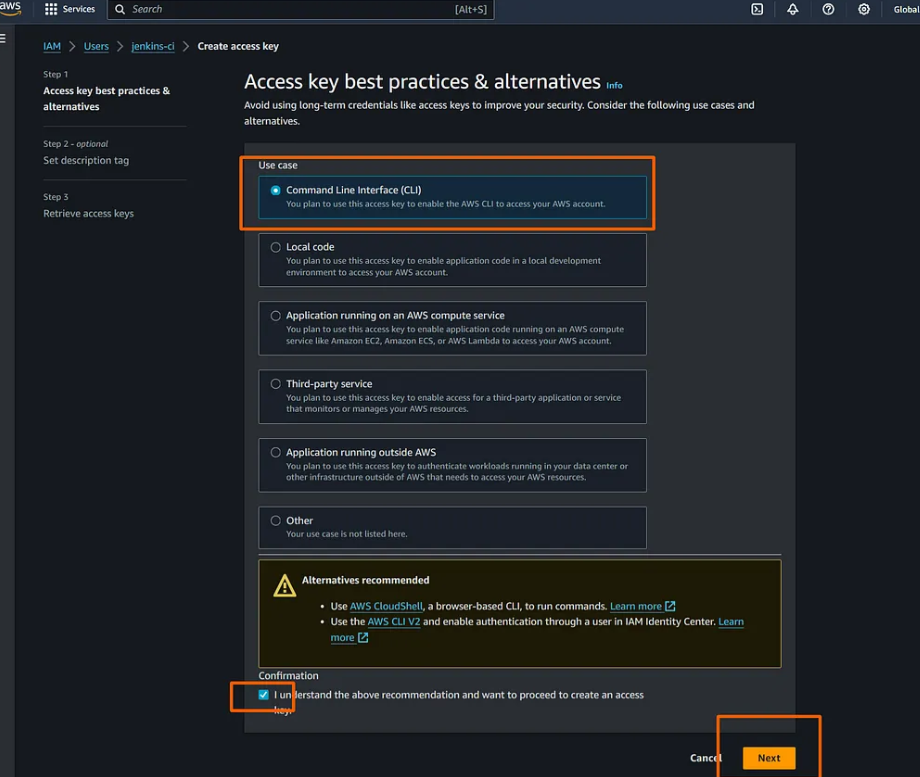 aws
Services
Search
[Alt+S]
Global
IAM > Users > jenkins-ci > Create access key
Step 1
Access key best practices &
alternatives
Step 2 - optional
Set description tag
Step 3
Retrieve access keys
Access key best practices & alternatives Info
Avoid using long-term credentials like access keys to improve your security. Consider the following use cases and
alternatives.
Use case
Command Line Interface (CLI)
You plan to use this access key to enable the AWS CLI to access your AWS account.
Local code
You plan to use this access key to enable application code in a local development
environment to access your AWS account.
Application running on an AWS compute service
You plan to use this access key to enable application code running on an AWS compute
service like Amazon EC2, Amazon ECS, or AWS Lambda to access your AWS account.
Third-party service
You plan to use this access key to enable access for a third-party application or service
that monitors or manages your AWS resources.
Application running outside AWS
You plan to use this access key to authenticate workloads running in your data center or
other infrastructure outside of AWS that needs to access your AWS resources.
Other
Your use case is not listed here.
Alternatives recommended
• Use AWS CloudShell, a browser-based CLI, to run commands. Learn more
• Use the AWS CLI V2 and enable authentication through a user in IAM Identity Center. Learn
more
Confirmation
I understand the above recommendation and want to proceed to create an access
key.
Cancel
Next